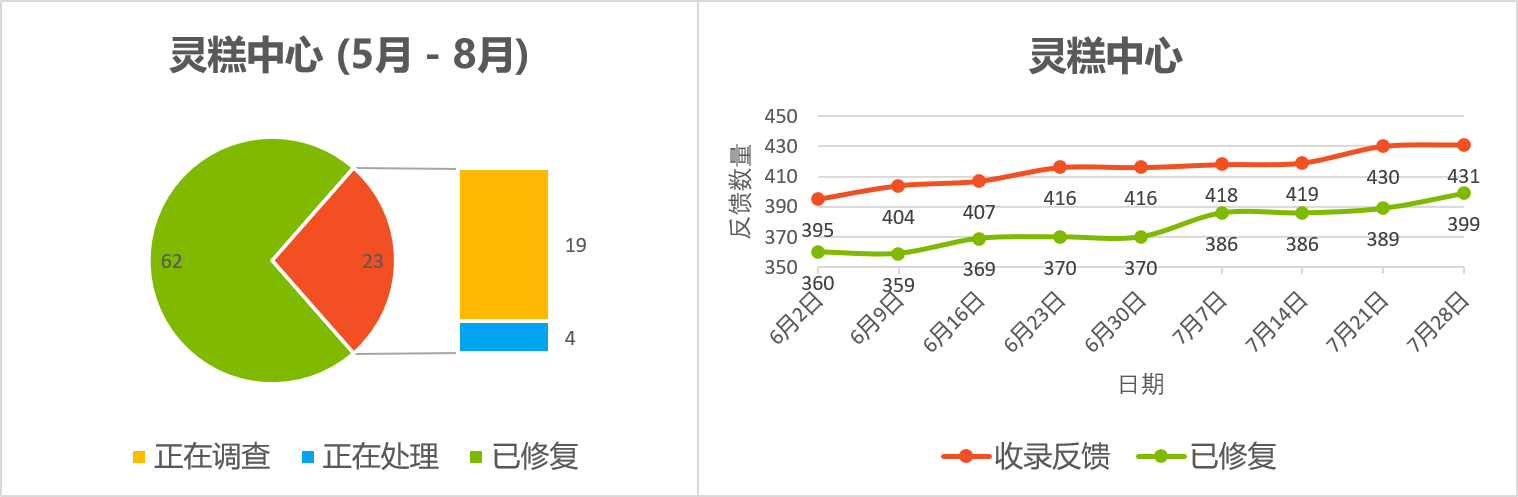 灵糕中心 (5月 - 8月)
62
23
19
4
正在调查
正在处理
已修复
灵糕中心
反馈数量
450
430
410
390
370
350
395
404
407
416
416
418
419
430
431
360
359
369
370
370
386
386
389
399
6月2日
6月9日
6月16日
6月23日
6月30日
7月7日
7月14日
7月21日
7月28日
日期
收录反馈
已修复